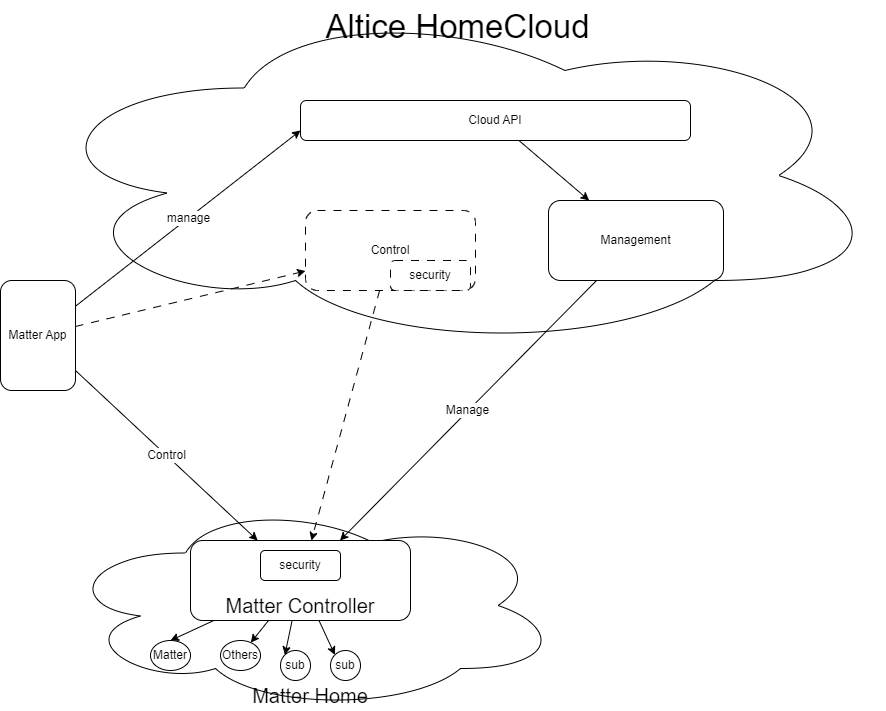 Altice HomeCloud
Cloud API
manage
Control
security
Management
Matter App
Manage
Control
security
Matter Controller
Matter
Others
sub
sub
Matter Home